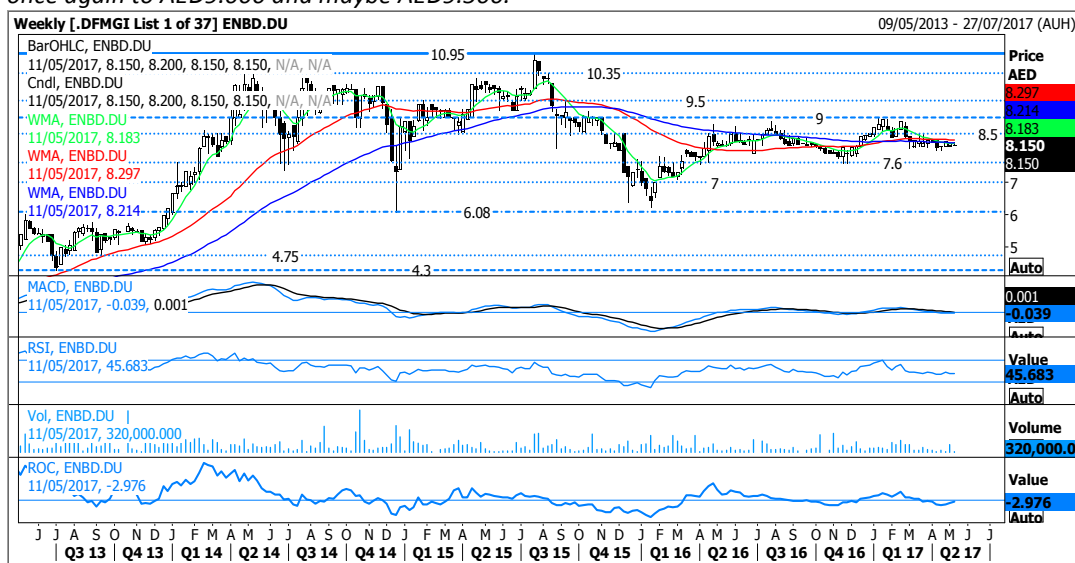 once again to AED9.000 and maybe AED9.500.
Weekly [.DFMGI List 1 of 37] ENBD.DU
09/05/2013 - 27/07/2017 (AUH)
BarOHLC, ENBD.DU
11/05/2017, 8.150, 8.200, 8.150, 8.150, N/A, N/A
Cndl, ENBD.DU
11/05/2017, 8.150, 8.200, 8.150, 8.150, N/A, N/A
WMA, ENBD.DU
11/05/2017, 8.183
WMA, ENBD.DU
11/05/2017, 8.297
WMA, ENBD.DU
11/05/2017, 8.214
10.95
10.35
9.5
9
8.5
7.6
7
6.08
4.75
4.3
Price
AED
8.297
8.214
8.183
8.150
8.150
7
6
5
Auto
MACD, ENBD.DU
11/05/2017, -0.039, 0.001
0.001
-0.039
RSI, ENBD.DU
11/05/2017, 45.683
Value
45.683
Auto
Vol, ENBD.DU
11/05/2017, 320,000.000
Volume
320,000.0
ROC, ENBD.DU
11/05/2017, -2.976
Value
-2.976
Auto
J J A S O N D J F M A M J J A S O N D J F M A M J J A S O N D J F M A M J J A S O N D J F M A M J
Q3 13 Q4 13 Q1 14 Q2 14 Q3 14 Q4 14 Q1 15 Q2 15 Q3 15 Q4 15 Q1 16 Q2 16 Q3 16 Q4 16 Q1 17 Q2 17